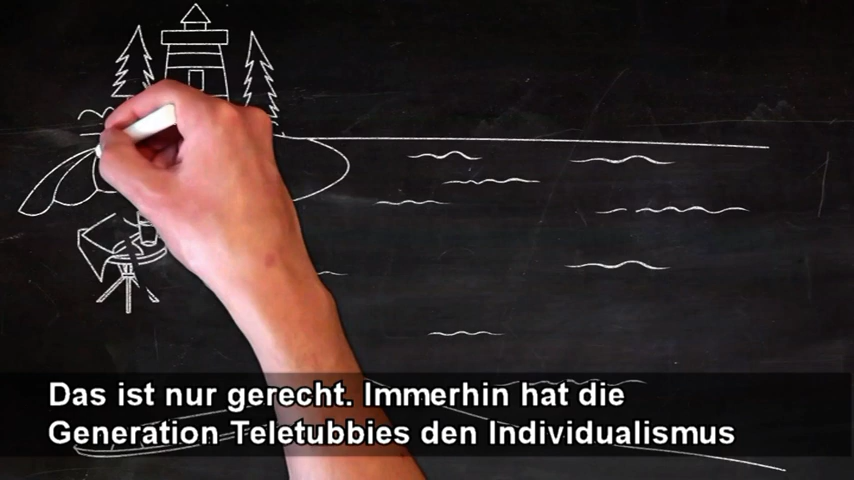 Das ist nur gerecht. Immerhin hat die
Generation Teletubbies den Individualismus